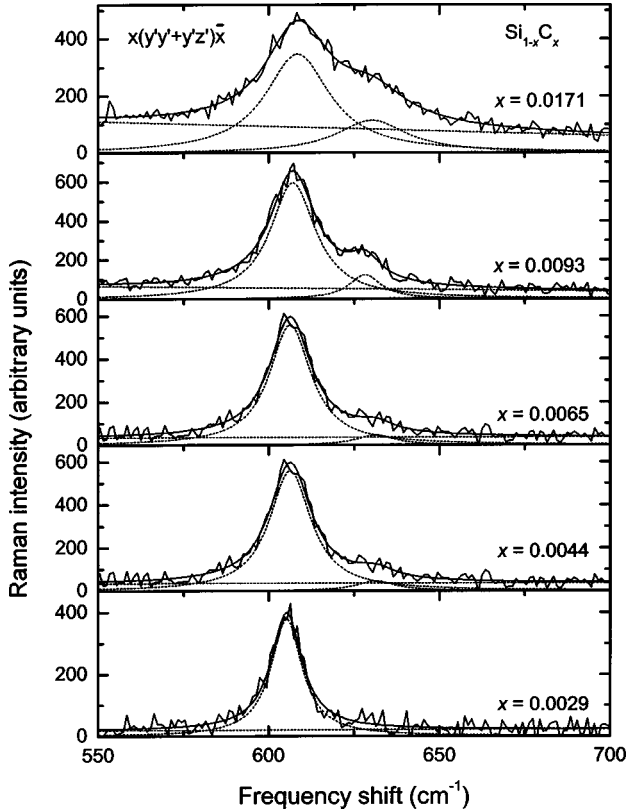 x(y'y'+y'z')x̄ Si₁₋ₓCₓ
400
300
200
100
0
x = 0.0171
600
400
200
0
x = 0.0093
600
400
200
0
x = 0.0065
600
400
200
0
x = 0.0044
400
200
0
x = 0.0029
550 600 650 700
Raman intensity (arbitrary units)
Frequency shift (cm⁻¹)